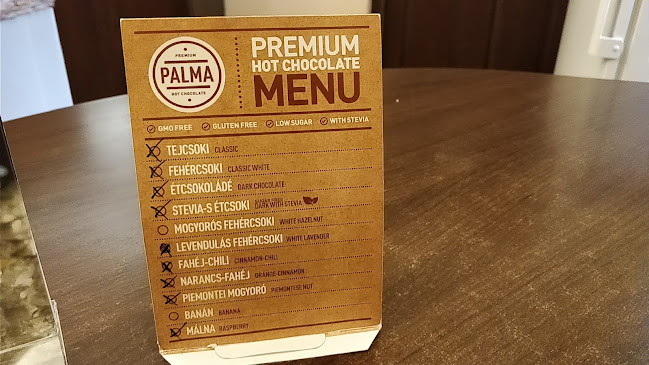 PREMIUM
PALMA
HOT CHOCOLATE
PREMIUM
HOT CHOCOLATE
MENU
GMO FREE GLUTEN FREE LOW SUGAR WITH STEVIA
TEJCSOKI CLASSIC
FEHÉRCSOKI CLASSIC WHITE
ÉTCSOKOLÁDÉ DARK CHOCOLATE
STEVIA-S ÉTCSOKI SUGAR FREE DARK WITH STEVIA
MOGYORÓS FEHÉRCSOKI WHITE HAZELNUT
LEVENDULÁS FEHÉRCSOKI WHITE LAVENDER
FAHÉJ-CHILI CINNAMON-CHILI
NARANCS-FAHÉJ ORANGE-CINNAMON
PIEMONTEI MOGYORÓ PIEMONTESE NUT
BANÁN BANANA
MÁLNA RASPBERRY